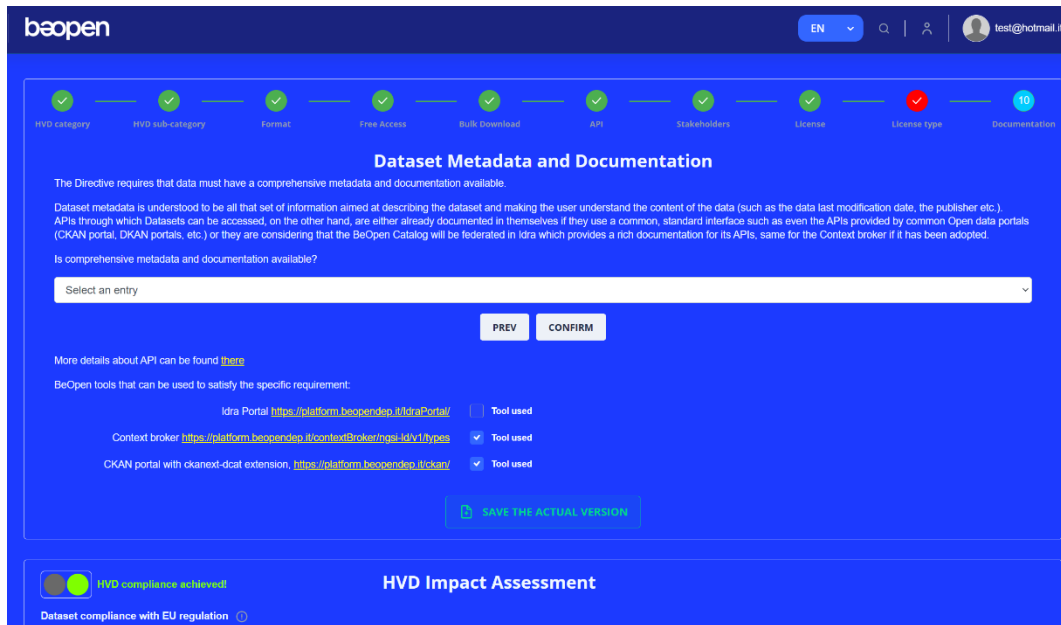 beopen
EN
test@hotmail.it
10
HVD category
HVD sub-category
Format
Free Access
Bulk Download
API
Stakeholders
License
License type
Documentation
Dataset Metadata and Documentation
The Directive requires that data must have a comprehensive metadata and documentation available.
Dataset metadata is understood to be all that set of information aimed at describing the dataset and making the user understand the content of the data (such as the data last modification date, the publisher etc.).
APIs through which Datasets can be accessed, on the other hand, are either already documented in themselves if they use a common, standard interface such as even the APIs provided by common Open data portals
(CKAN portal, DKAN portals, etc.) or they are considering that the BeOpen Catalog will be federated in Idra which provides a rich documentation for its APIs, same for the Context broker if it has been adopted.
Is comprehensive metadata and documentation available?
Select an entry
PREV
CONFIRM
More details about API can be found there
BeOpen tools that can be used to satisfy the specific requirement:
Idra Portal https://platform.beopendep.it/IdraPortal/ Tool used
Context broker https://platform.beopendep.it/contextBroker/ngsi-ld/v1/types Tool used
CKAN portal with ckanext-dcat extension, https://platform.beopendep.it/ckan/ Tool used
SAVE THE ACTUAL VERSION
HVD compliance achieved!
HVD Impact Assessment
Dataset compliance with EU regulation